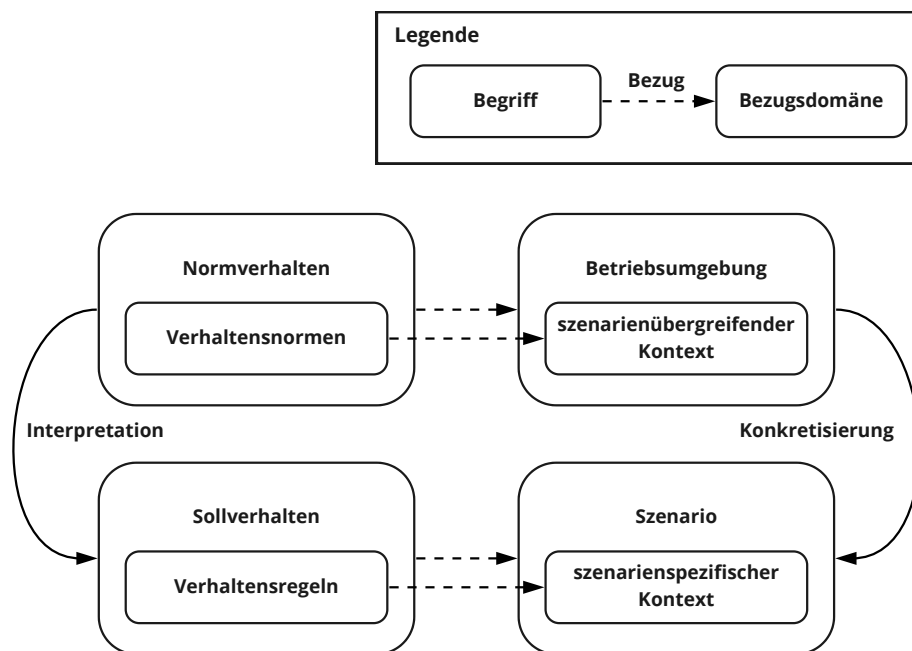 Legende
Begriff
Bezug
Bezugsdomäne
Normverhalten
Verhaltensnormen
Betriebsumgebung
szenarienübergreifender
Kontext
Interpretation
Konkretisierung
Sollverhalten
Verhaltensregeln
Szenario
szenarienspezifischer
Kontext